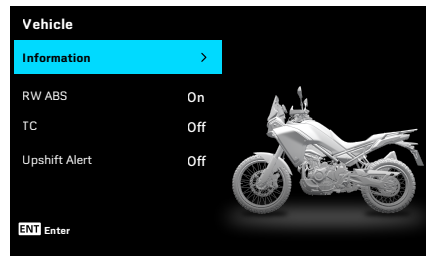 Vehicle
Information >
RW ABS On
TC Off
Upshift Alert Off
ENT Enter